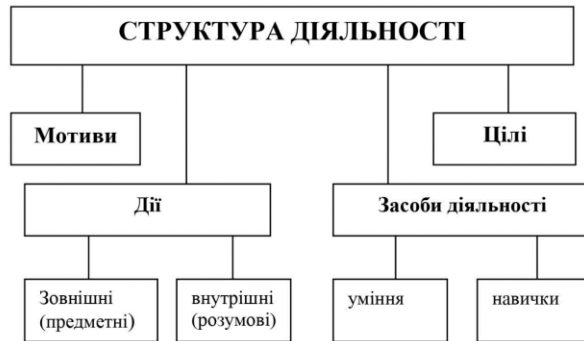 СТРУКТУРА ДІЯЛЬНОСТІ
Мотиви
Цілі
Дії
Засоби діяльності
Зовнішні
(предметні)
внутрішні
(розумові)
уміння
навички